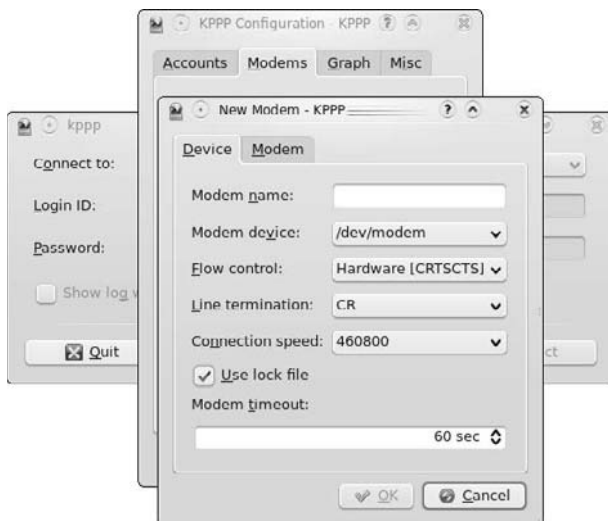 KPPP Configuration - KPPP
Accounts Modems Graph Misc
kppp
Connect to:
Login ID:
Password:
Show log
Quit
New Modem - KPPP
Device Modem
Modem name:
Modem device: /dev/modem
Flow control: Hardware [CRTSCTS]
Line termination: CR
Connection speed: 460800
Use lock file
Modem timeout:
60 sec
OK Cancel